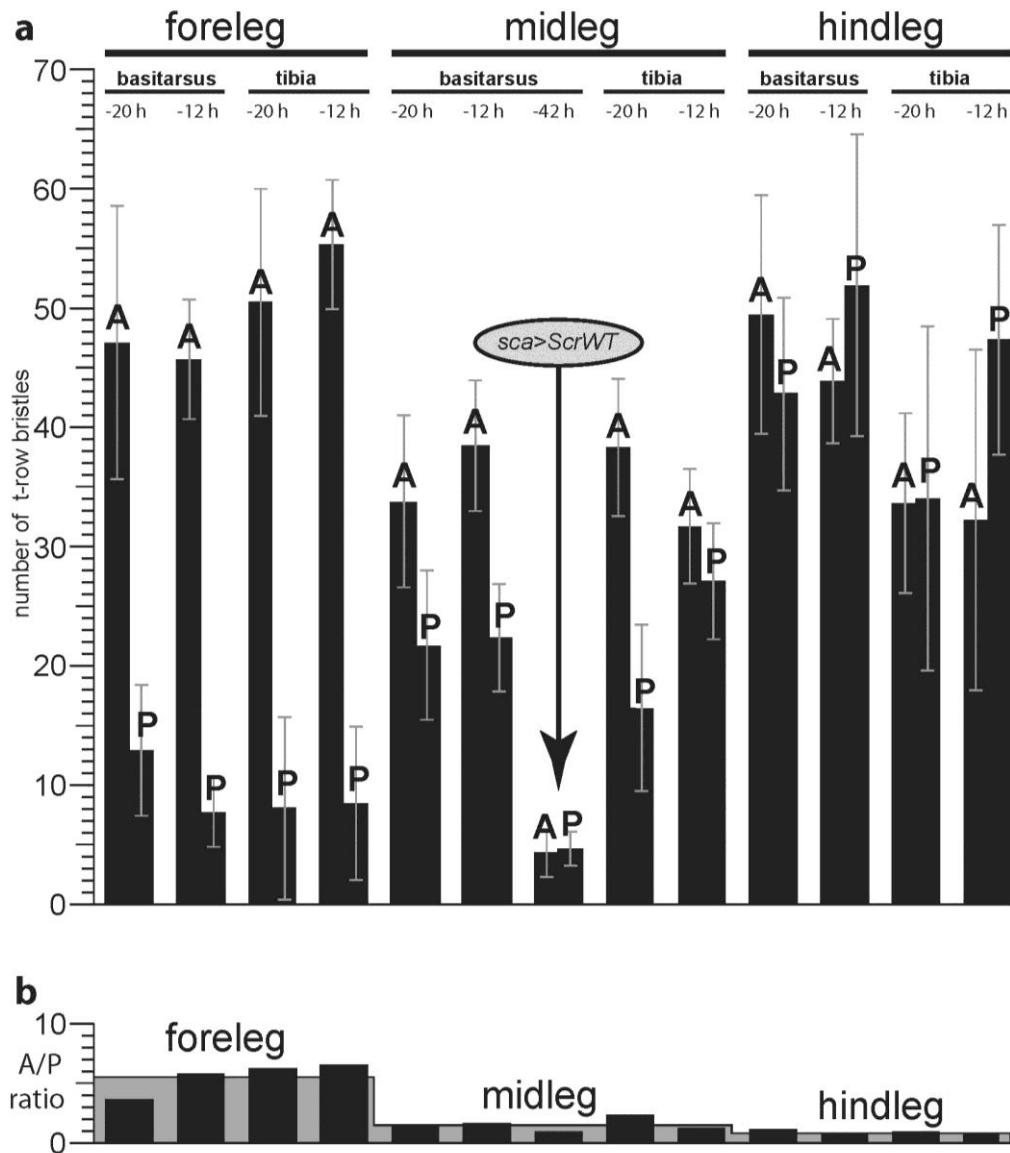 a foreleg midleg hindleg
basitarsus tibia basitarsus tibia basitarsus tibia
-20 h -12 h -20 h -12 h -20 h -12 h -42 h -20 h -12 h -20 h -12 h -20 h -12 h
number of t-row bristles
70
60
50
40
30
20
10
0
A P A P A P A P A P A P A P A P A P A P A P A P A P
sca>ScrWT
b
10
A/P
ratio
0
foreleg
midleg
hindleg